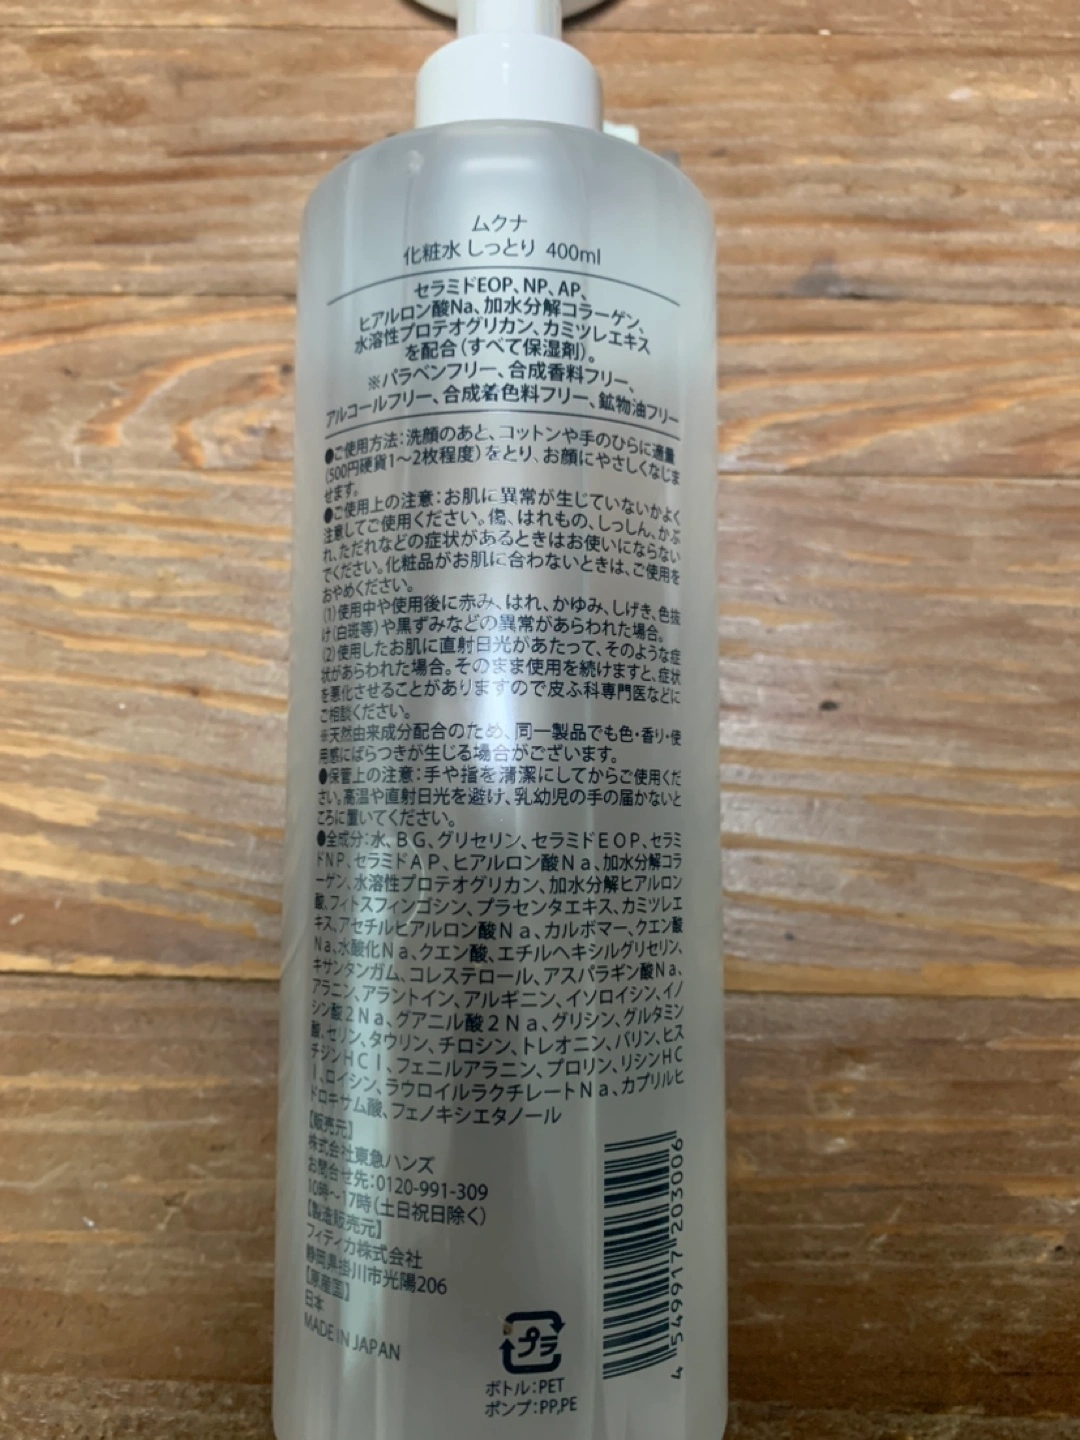 ムクナ
化粧水 しっとり 400ml
セラミドEOP、NP、AP、
ヒアルロン酸Na、加水分解コラーゲン、
水溶性プロテオグリカン、カミツレエキス
を配合(すべて保湿剤)。
※パラベンフリー、合成香料フリー、
アルコールフリー、合成着色料フリー、鉱物油フリー
●ご使用方法:洗顔のあと、コットンや手のひらに適量
(500円硬貨1〜2枚程度)をとり、お顔にやさしくなじま
せます。
●ご使用上の注意:お肌に異常が生じていないかよく
注意してご使用ください。傷、はれもの、しっしん、かぶ
れ、ただれなどの症状があるときはお使いにならない
でください。化粧品がお肌に合わないときは、ご使用を
おやめください。
(1)使用中や使用後に赤み、はれ、かゆみ、しげき、色抜
け(白斑等)や黒ずみなどの異常があらわれた場合。
(2)使用したお肌に直射日光があたって、そのような症
状があらわれた場合。そのまま使用を続けますと、症状
を悪化させることがありますので皮ふ科専門医などに
ご相談ください。
※天然由来成分配合のため、同一製品でも色・香り・使
用感にばらつきが生じる場合がございます。
●保管上の注意:手や指を清潔にしてからご使用くだ
さい。高温や直射日光を避け、乳幼児の手の届かないと
ころに置いてください。
●全成分:水、BG、グリセリン、セラミドEOP、セラミ
ドNP、セラミドAP、ヒアルロン酸Na、加水分解コラ
ーゲン、水溶性プロテオグリカン、加水分解ヒアルロン
酸、フィトスフィンゴシン、プラセンタエキス、カミツレエ
キス、アセチルヒアルロン酸Na、カルボマー、クエン酸
Na、水酸化Na、クエン酸、エチルヘキシルグリセリン、
キサンタンガム、コレステロール、アスパラギン酸Na、
アラニン、アラントイン、アルギニン、イソロイシン、イノ
シン酸2Na、グアニル酸2Na、グリシン、グルタミン
酸、セリン、タウリン、チロシン、トレオニン、バリン、ヒス
チジンHCl、フェニルアラニン、プロリン、リシンHC
l、ロイシン、ラウロイルラクチレートNa、カプリルヒ
ドロキサム酸、フェノキシエタノール
【販売元】
株式会社東急ハンズ
お問合せ先:0120-991-309
10時〜17時(土日祝日除く)
【製造販売元】
フィティカ株式会社
静岡県掛川市光陽206
【原産国】
日本
MADE IN JAPAN
プラ
ボトル:PET
ポンプ:PP,PE
4 549917 203006